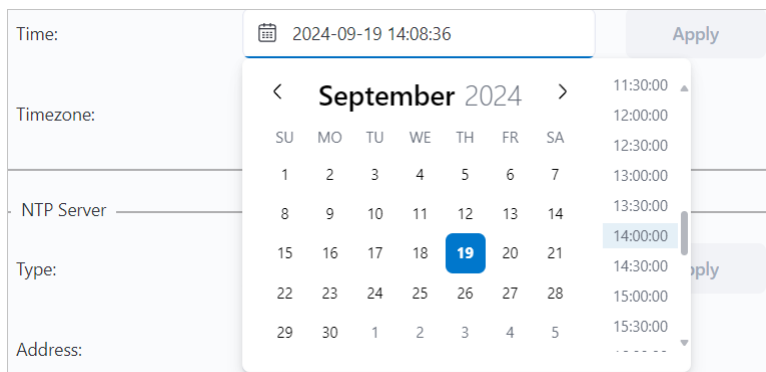 Time:
2024-09-19 14:08:36
Apply
Timezone:
September 2024
SU MO TU WE TH FR SA
1 2 3 4 5 6 7
8 9 10 11 12 13 14
15 16 17 18 19 20 21
22 23 24 25 26 27 28
29 30 1 2 3 4 5
11:30:00
12:00:00
12:30:00
13:00:00
13:30:00
14:00:00
14:30:00
15:00:00
15:30:00
NTP Server
Type:
Address: